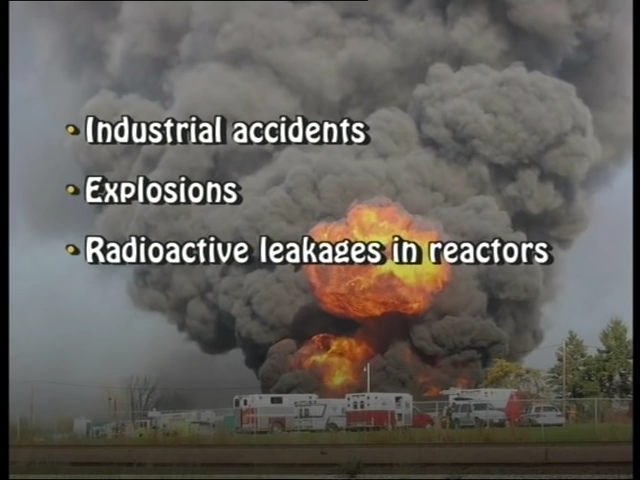 • Industrial accidents
• Explosions
• Radioactive leakages in reactors